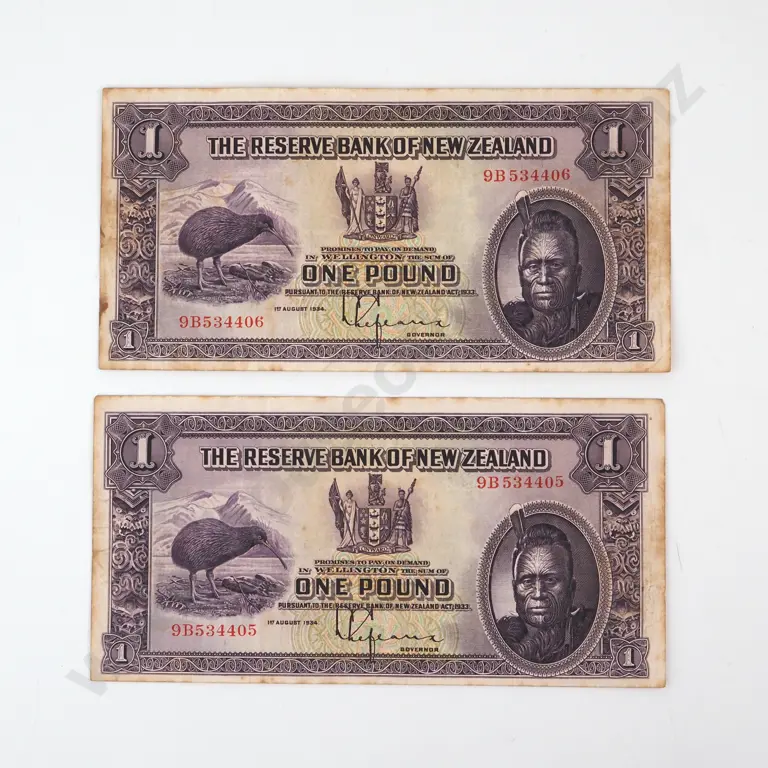 1 1
THE RESERVE BANK OF NEW ZEALAND
9B534406
ONWARD
PROMISES TO PAY ON DEMAND
IN WELLINGTON THE SUM OF
ONE POUND
PURSUANT TO THE RESERVE BANK OF NEW ZEALAND ACT, 1933.
1ST AUGUST 1934.
9B534406
GOVERNOR
1 1
1 1
THE RESERVE BANK OF NEW ZEALAND
9B534405
ONWARD
PROMISES TO PAY ON DEMAND
IN WELLINGTON THE SUM OF
ONE POUND
PURSUANT TO THE RESERVE BANK OF NEW ZEALAND ACT, 1933.
1ST AUGUST 1934.
9B534405
GOVERNOR
1 1